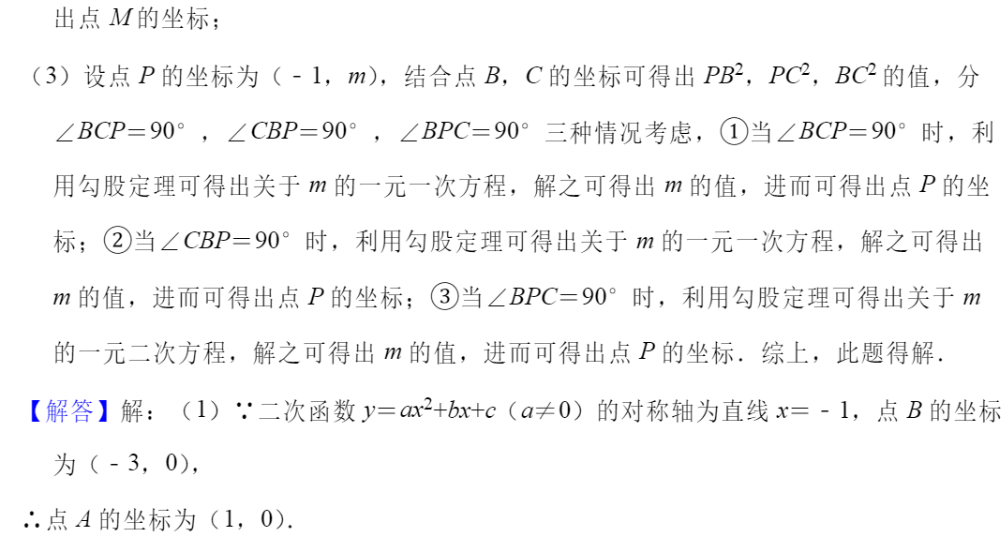 出点 M的坐标；
（3）设点 P 的坐标为（﹣1，m），结合点 B，C 的坐标可得出 PB²，PC²，BC² 的值，分
∠BCP＝90°，∠CBP＝90°，∠BPC＝90°三种情况考虑，①当∠BCP＝90°时，利
用勾股定理可得出关于 m 的一元一次方程，解之可得出 m 的值，进而可得出点 P 的坐
标；②当∠CBP＝90°时，利用勾股定理可得出关于 m 的一元一次方程，解之可得出
m 的值，进而可得出点 P 的坐标；③当∠BPC＝90°时，利用勾股定理可得出关于 m
的一元二次方程，解之可得出 m 的值，进而可得出点 P 的坐标．综上，此题得解．
【解答】解：（1）∵二次函数 y＝ax²+bx+c（a≠0）的对称轴为直线 x＝﹣1，点 B 的坐标
为（﹣3，0），
∴点 A 的坐标为（1，0）．